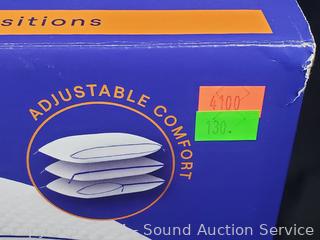 sitions
ADJUSTABLE COMFORT
4100
130.
- Sound Auction Service